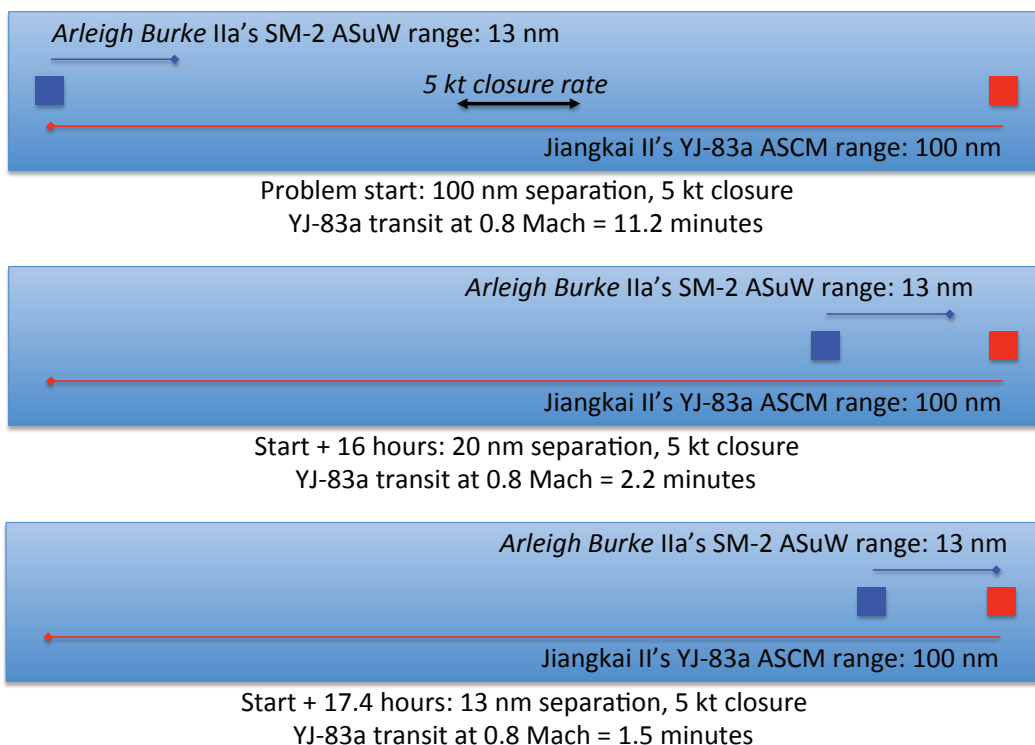 Arleigh Burke IIa's SM-2 ASuW range: 13 nm
5 kt closure rate
Jiangkai II's YJ-83a ASCM range: 100 nm
Problem start: 100 nm separation, 5 kt closure
YJ-83a transit at 0.8 Mach = 11.2 minutes
Arleigh Burke IIa's SM-2 ASuW range: 13 nm
Jiangkai II's YJ-83a ASCM range: 100 nm
Start + 16 hours: 20 nm separation, 5 kt closure
YJ-83a transit at 0.8 Mach = 2.2 minutes
Arleigh Burke IIa's SM-2 ASuW range: 13 nm
Jiangkai II's YJ-83a ASCM range: 100 nm
Start + 17.4 hours: 13 nm separation, 5 kt closure
YJ-83a transit at 0.8 Mach = 1.5 minutes